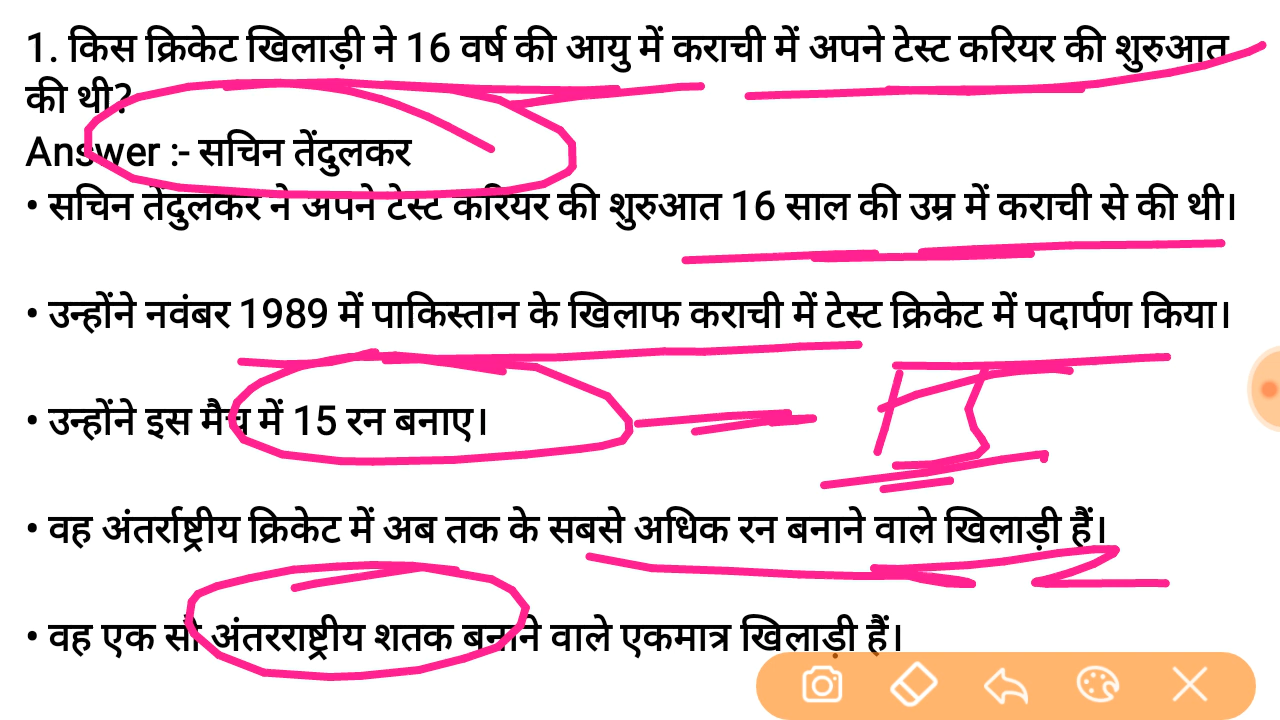 1. किस क्रिकेट खिलाड़ी ने 16 वर्ष की आयु में कराची में अपने टेस्ट करियर की शुरुआत
की थी?
Answer :- सचिन तेंदुलकर
• सचिन तेंदुलकर ने अपने टेस्ट करियर की शुरुआत 16 साल की उम्र में कराची से की थी।
• उन्होंने नवंबर 1989 में पाकिस्तान के खिलाफ कराची में टेस्ट क्रिकेट में पदार्पण किया।
• उन्होंने इस मैच में 15 रन बनाए।
15
• वह अंतर्राष्ट्रीय क्रिकेट में अब तक के सबसे अधिक रन बनाने वाले खिलाड़ी हैं।
• वह एक सौ अंतरराष्ट्रीय शतक बनाने वाले एकमात्र खिलाड़ी हैं।